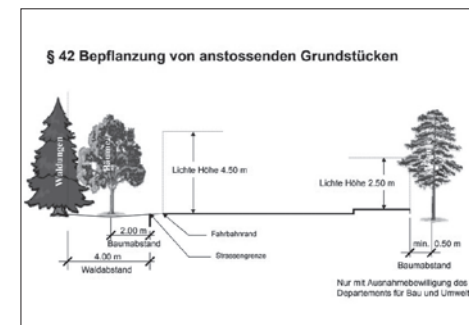 § 42 Bepflanzung von anstossenden Grundstücken
Waldungen
Bäume
Lichte Höhe 4.50 m
Lichte Höhe 2.50 m
2.00 m
Baumabstand
4.00 m
Waldabstand
Fahrbahnrand
Strassengrenze
min. 0.50 m
Baumabstand
Nur mit Ausnahmebewilligung des
Departements für Bau und Umwelt